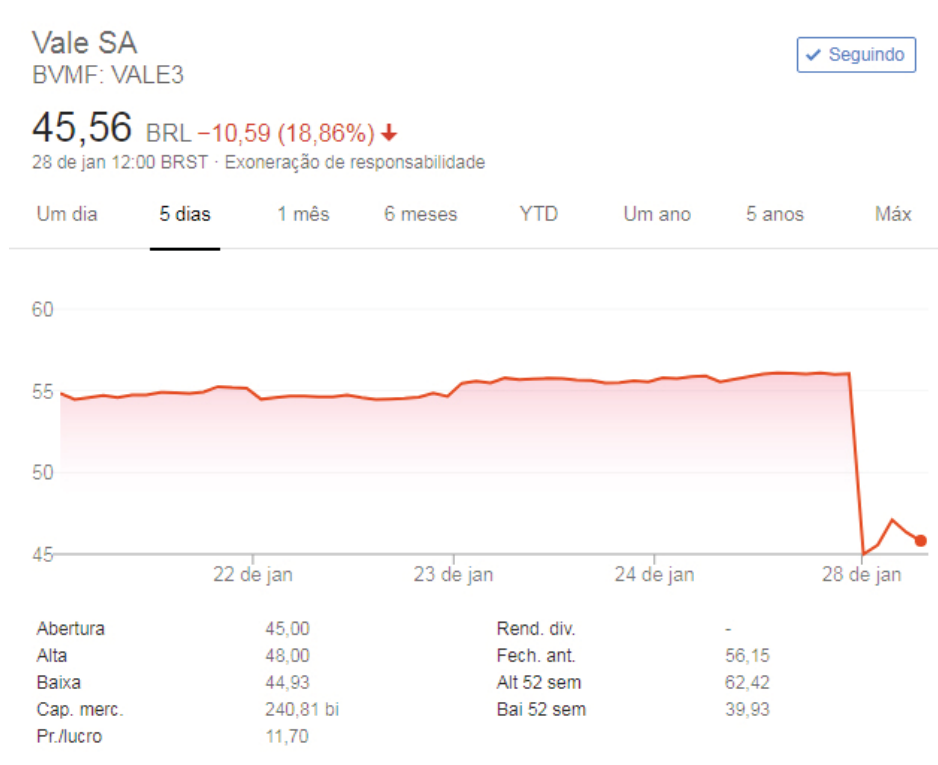 Vale SA
BVMF: VALE3
Seguindo
45,56 BRL −10,59 (18,86%)
28 de jan 12:00 BRST · Exoneração de responsabilidade
Um dia 5 dias 1 mês 6 meses YTD Um ano 5 anos Máx
60
55
50
45
22 de jan 23 de jan 24 de jan 28 de jan
Abertura 45,00 Rend. div. -
Alta 48,00 Fech. ant. 56,15
Baixa 44,93 Alt 52 sem 62,42
Cap. merc. 240,81 bi Bai 52 sem 39,93
Pr./lucro 11,70